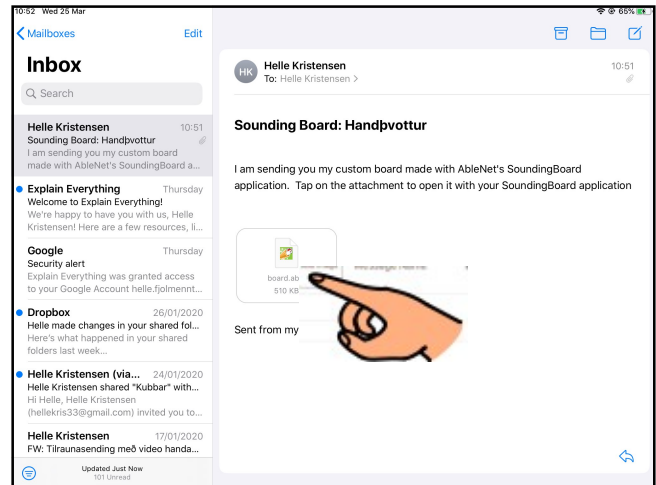 10:52 Wed 25 Mar
65%
Mailboxes
Edit
Inbox
Search
Helle Kristensen 10:51
Sounding Board: Handþvottur
I am sending you my custom board
made with AbleNet's SoundingBoard a...
Explain Everything Thursday
Welcome to Explain Everything!
We're happy to have you with us, Helle
Kristensen! Here are a few resources, li...
Google Thursday
Security alert
Explain Everything was granted access
to your Google Account helle.fjolmennt...
Dropbox 26/01/2020
Helle made changes in your shared fol...
Here's what happened in your shared
folders last week...
Helle Kristensen (via... 24/01/2020
Helle Kristensen shared "Kubbar" with...
Hi Helle, Helle Kristensen
(hellekris33@gmail.com) invited you to...
Helle Kristensen 17/01/2020
FW: Tilraunasending með video handa...
Updated Just Now
101 Unread
HK
Helle Kristensen 10:51
To: Helle Kristensen >
Sounding Board: Handþvottur
I am sending you my custom board made with AbleNet's SoundingBoard
application. Tap on the attachment to open it with your SoundingBoard application
board.ab
510 KB
Sent from my